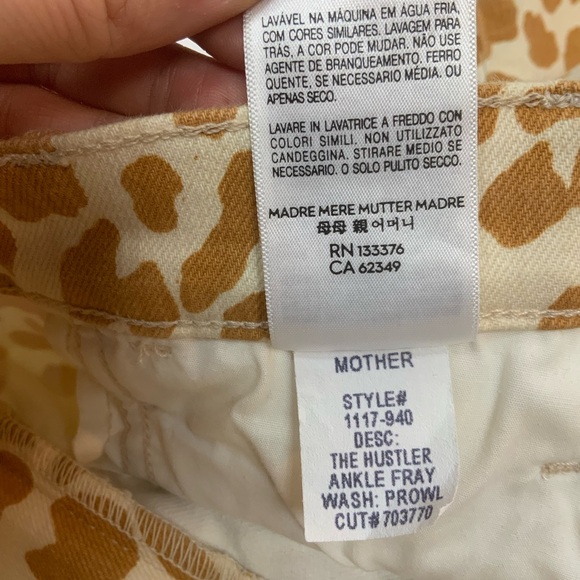 LAVÁVEL NA MÁQUINA EM ÁGUA FRIA,
COM CORES SIMILARES. LAVAGEM PARA
TRÁS, A COR PODE MUDAR. NÃO USE
AGENTE DE BRANQUEAMENTO. FERRO
QUENTE, SE NECESSARIO MÉDIA. OU
APENAS SECO.
LAVARE IN LAVATRICE A FREDDO CON
COLORI SIMILI. NON UTILIZZATO
CANDEGGINA. STIRARE MEDIO SE
NECESSARIO. O SOLO PULITO SECCO.
MADRE MERE MUTTER MADRE
母母 親 어머니
RN 133376
CA 62349
MOTHER
STYLE#
1117-940
DESC:
THE HUSTLER
ANKLE FRAY
WASH: PROWL
CUT# 703770